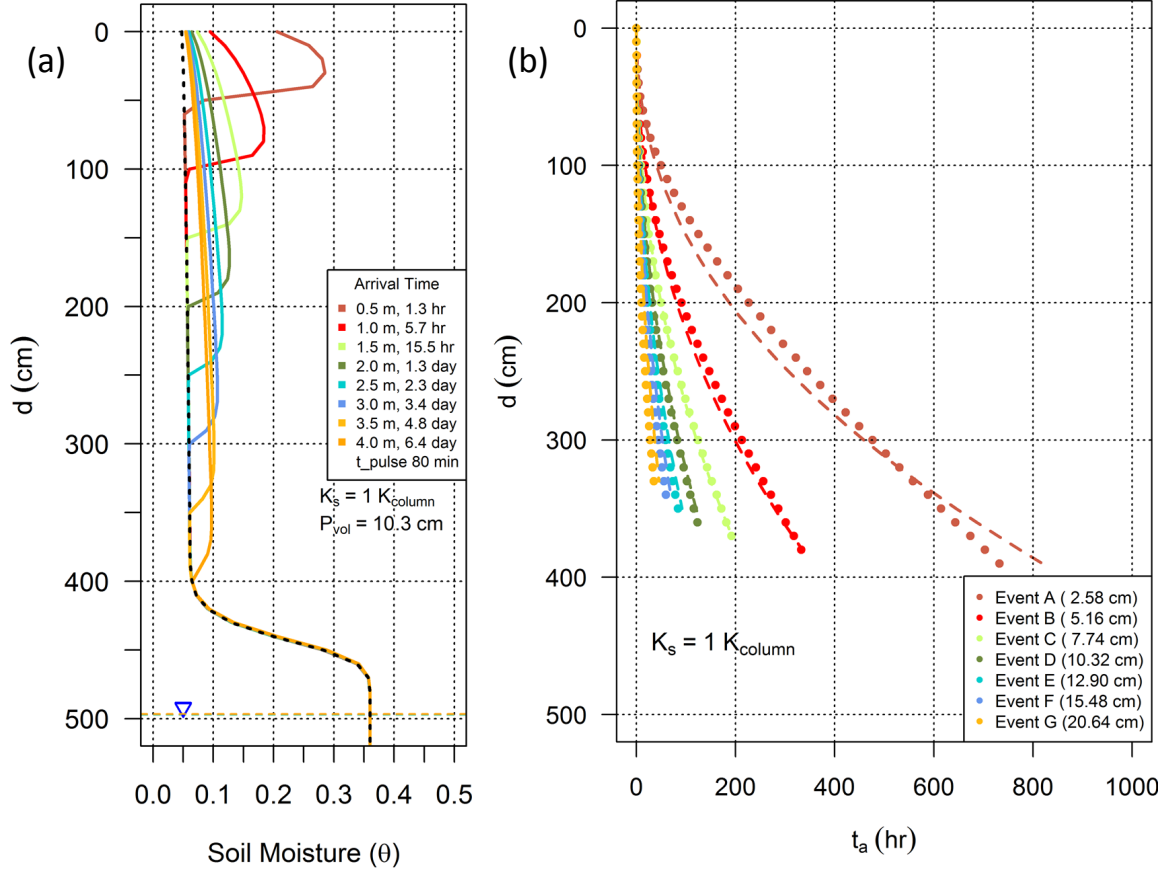 (a)
0
100
200
300
400
500
d (cm)
0.0 0.1 0.2 0.3 0.4 0.5
Soil Moisture (θ)
Arrival Time
0.5 m, 1.3 hr
1.0 m, 5.7 hr
1.5 m, 15.5 hr
2.0 m, 1.3 day
2.5 m, 2.3 day
3.0 m, 3.4 day
3.5 m, 4.8 day
4.0 m, 6.4 day
t_pulse 80 min
Ks = 1 Kcolumn
Pvol = 10.3 cm
(b)
0
100
200
300
400
500
d (cm)
0 200 400 600 800 1000
ta (hr)
Ks = 1 Kcolumn
Event A ( 2.58 cm)
Event B ( 5.16 cm)
Event C ( 7.74 cm)
Event D (10.32 cm)
Event E (12.90 cm)
Event F (15.48 cm)
Event G (20.64 cm)